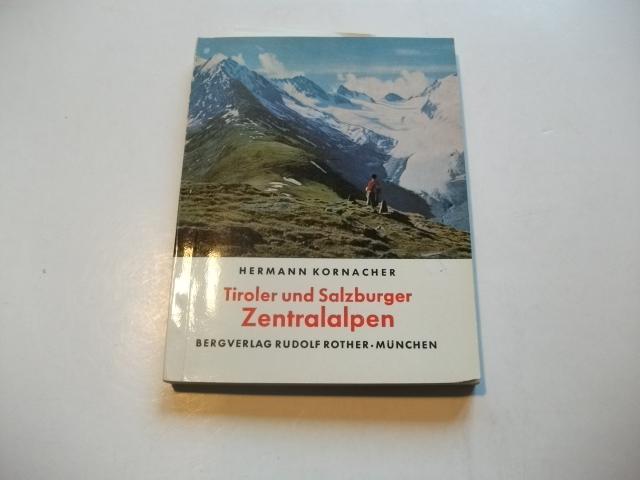 HERMANN KORNACHER
Tiroler und Salzburger
Zentralalpen
BERGVERLAG RUDOLF ROTHER · MÜNCHEN